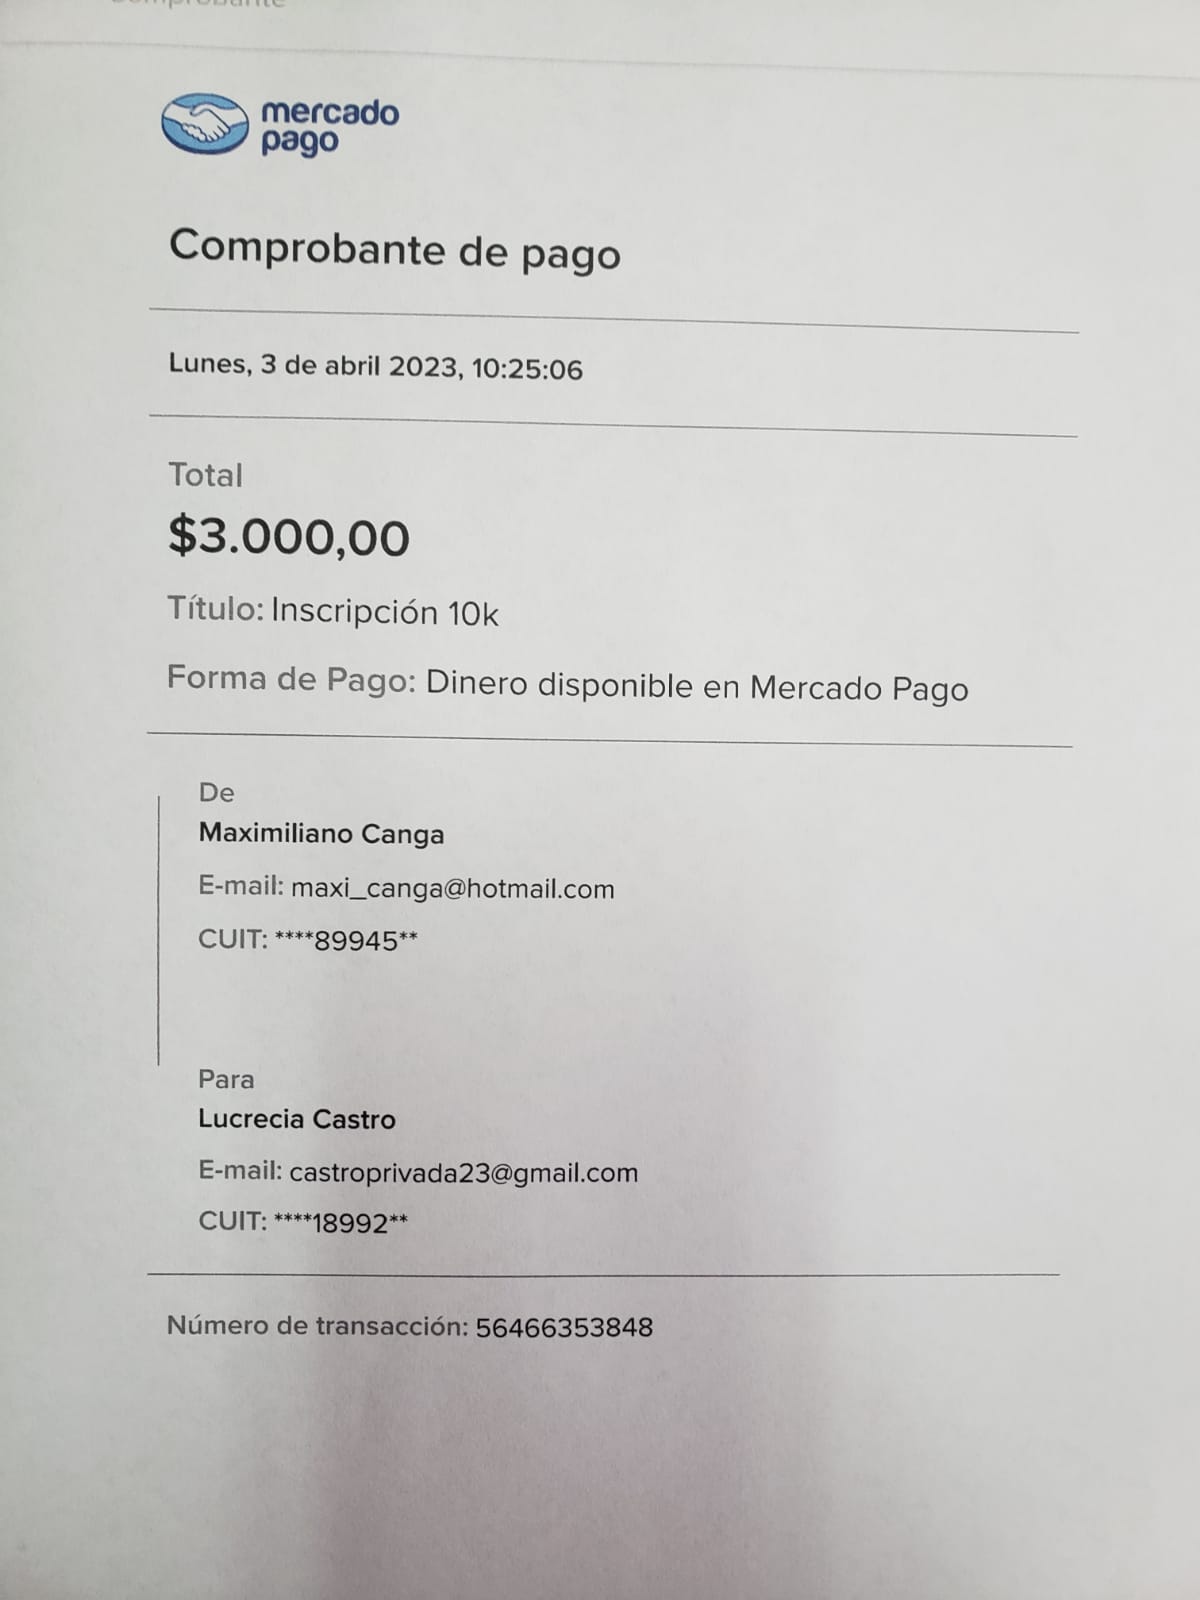 mercado
pago
Comprobante de pago
Lunes, 3 de abril 2023, 10:25:06
Total
$3.000,00
Título: Inscripción 10k
Forma de Pago: Dinero disponible en Mercado Pago
De
Maximiliano Canga
E-mail: maxi_canga@hotmail.com
CUIT: ****89945**
Para
Lucrecia Castro
E-mail: castroprivada23@gmail.com
CUIT: ****18992**
Número de transacción: 56466353848